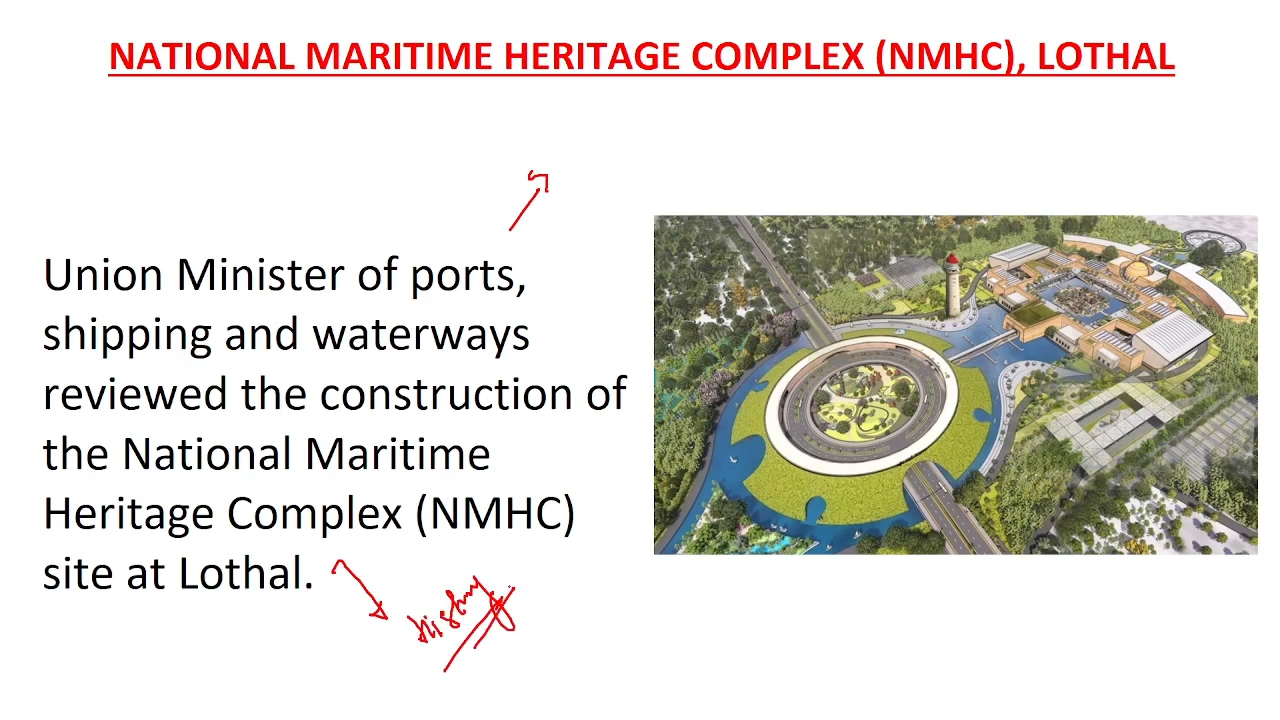 NATIONAL MARITIME HERITAGE COMPLEX (NMHC), LOTHAL
Union Minister of ports,
shipping and waterways
reviewed the construction of
the National Maritime
Heritage Complex (NMHC)
site at Lothal.
History